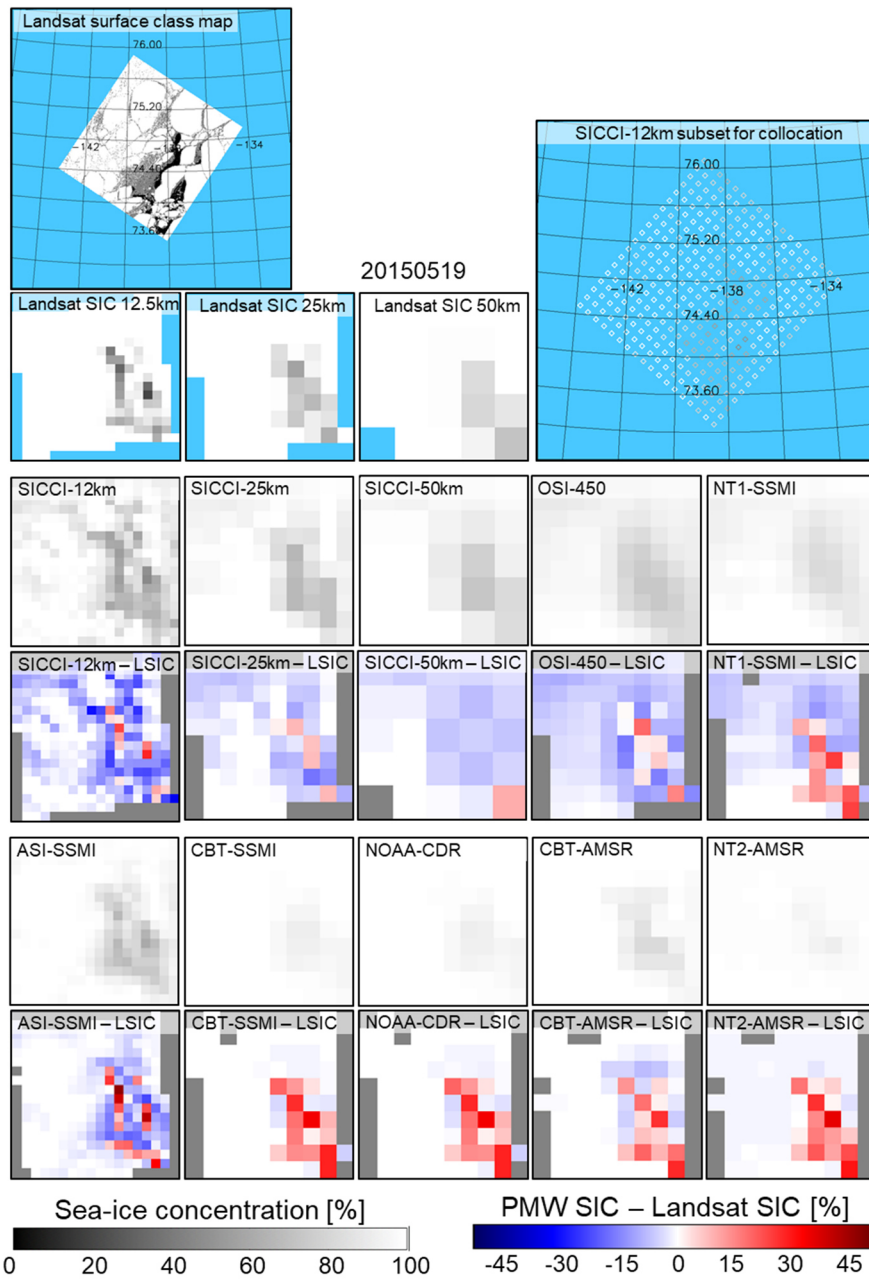 Landsat surface class map
76.00
75.20
-142
-134
74.40
73.60
SICCI-12km subset for collocation
76.00
75.20
-142
-138
-134
74.40
73.60
20150519
Landsat SIC 12.5km
Landsat SIC 25km
Landsat SIC 50km
SICCI-12km
SICCI-25km
SICCI-50km
OSI-450
NT1-SSMI
SICCI-12km – LSIC
SICCI-25km – LSIC
SICCI-50km – LSIC
OSI-450 – LSIC
NT1-SSMI – LSIC
ASI-SSMI
CBT-SSMI
NOAA-CDR
CBT-AMSR
NT2-AMSR
ASI-SSMI – LSIC
CBT-SSMI – LSIC
NOAA-CDR – LSIC
CBT-AMSR – LSIC
NT2-AMSR – LSIC
Sea-ice concentration [%]
0 20 40 60 80 100
PMW SIC – Landsat SIC [%]
-45 -30 -15 0 15 30 45